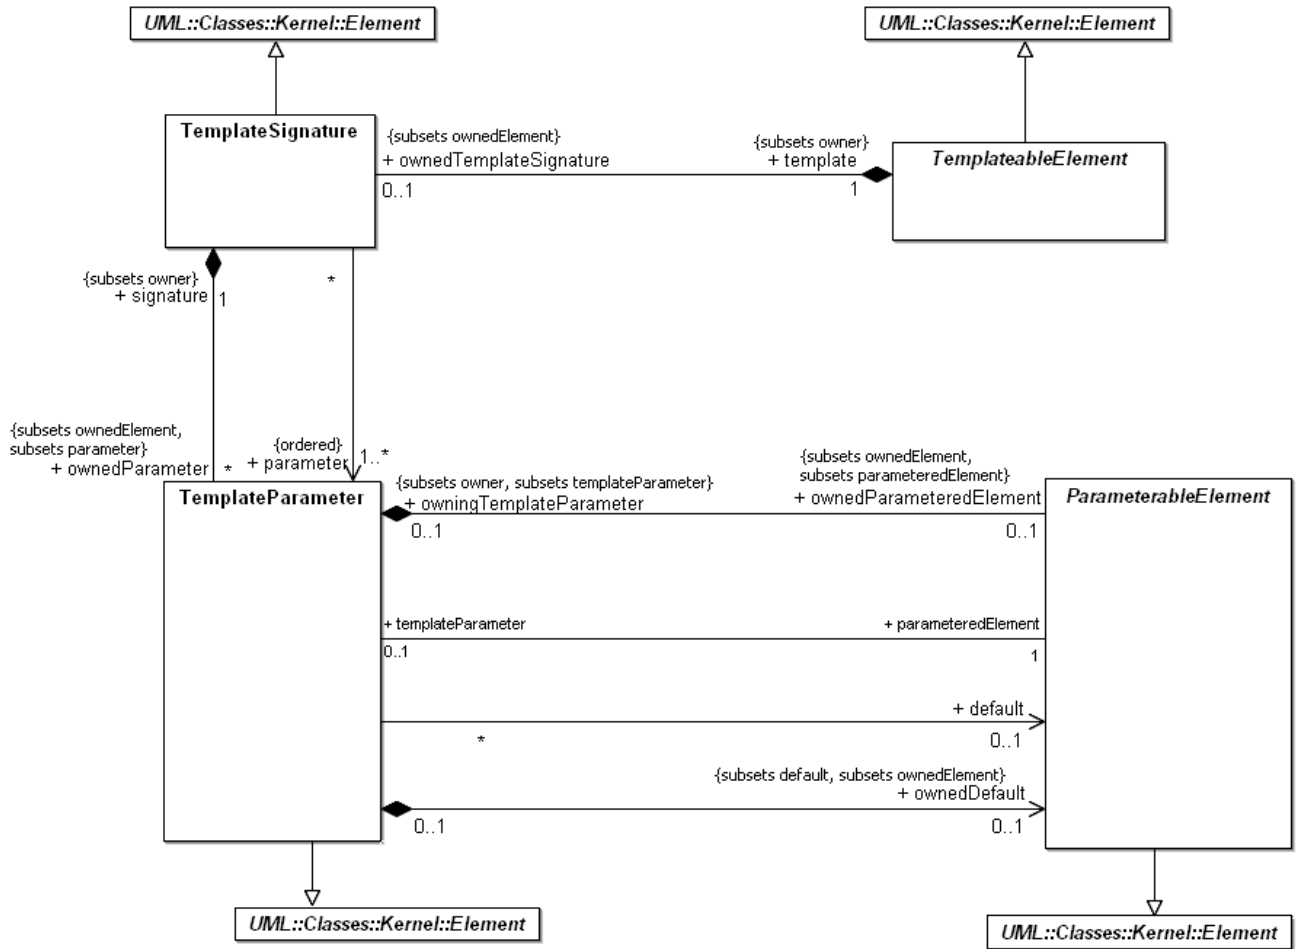 UML::Classes::Kernel::Element
UML::Classes::Kernel::Element
TemplateSignature
{subsets ownedElement}
+ ownedTemplateSignature
0..1
{subsets owner}
+ template
1
TemplateableElement
{subsets owner}
+ signature
1
*
{subsets ownedElement,
subsets parameter}
+ ownedParameter
*
{ordered}
+ parameter
1..*
TemplateParameter
{subsets owner, subsets templateParameter}
+ owningTemplateParameter
0..1
{subsets ownedElement,
subsets parameteredElement}
+ ownedParameteredElement
0..1
ParameterableElement
+ templateParameter
0..1
+ parameteredElement
1
*
+ default
0..1
{subsets default, subsets ownedElement}
+ ownedDefault
0..1
0..1
UML::Classes::Kernel::Element
UML::Classes::Kernel::Element